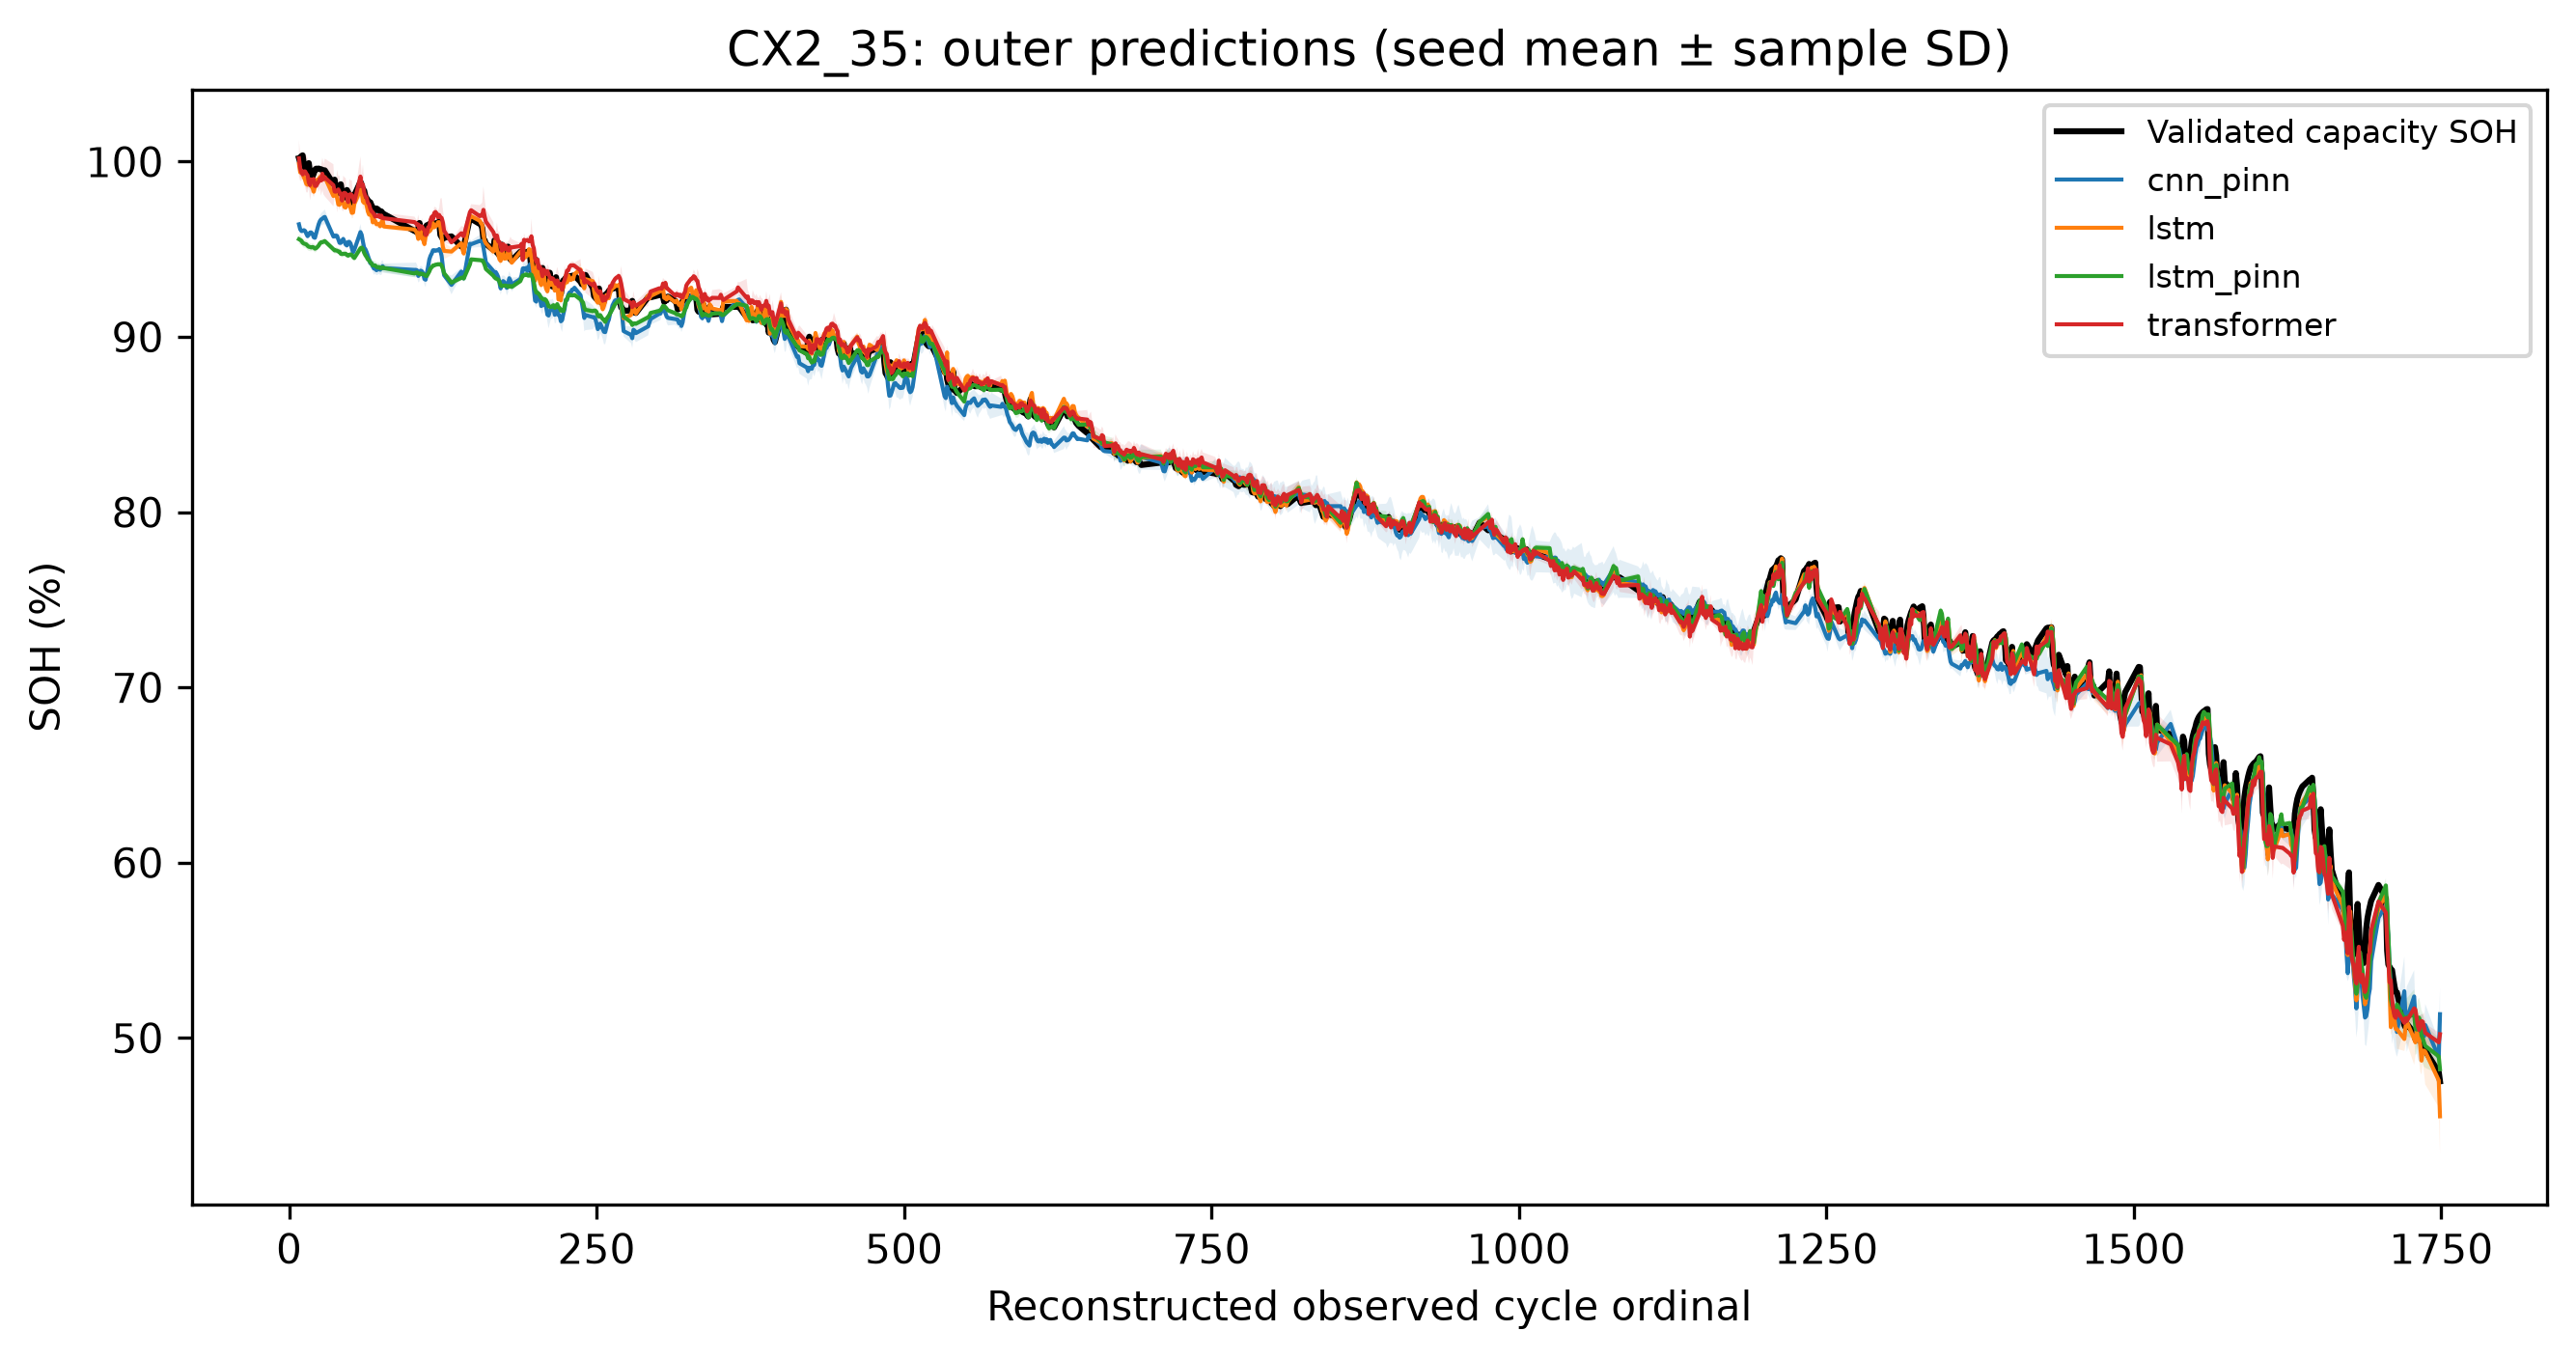 CX2_35: outer predictions (seed mean ± sample SD)
Validated capacity SOH
cnn_pinn
lstm
lstm_pinn
transformer
100
90
80
70
60
50
SOH (%)
0 250 500 750 1000 1250 1500 1750
Reconstructed observed cycle ordinal